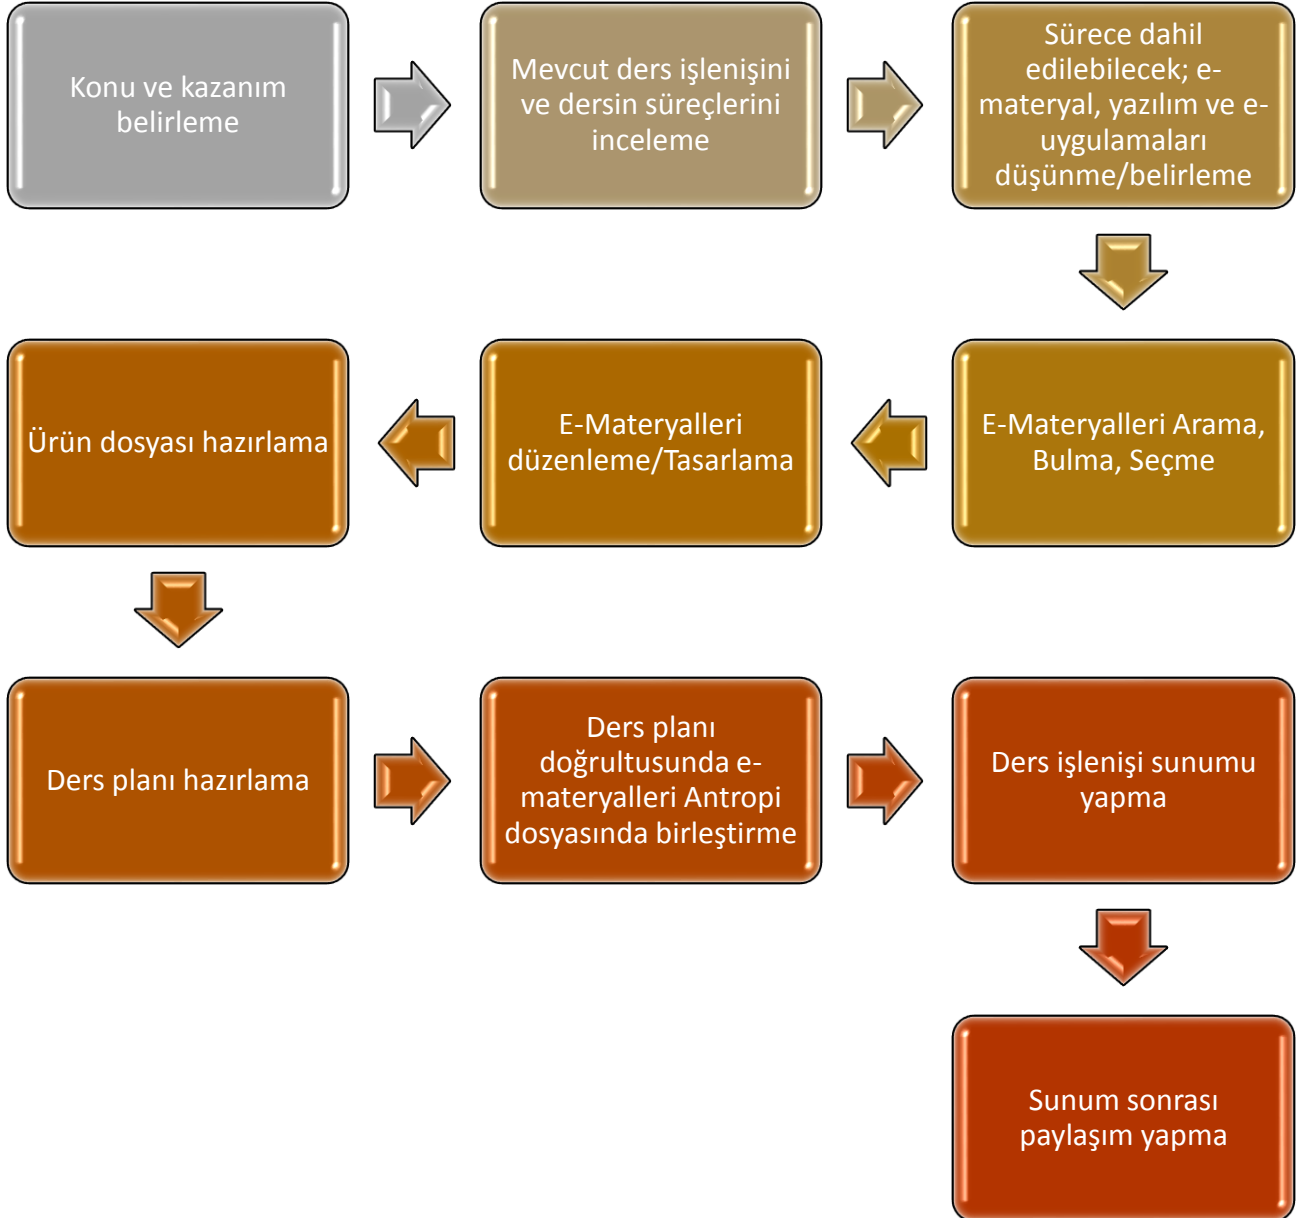 Konu ve kazanım
belirleme
Mevcut ders işlenişini
ve dersin süreçlerini
inceleme
Sürece dahil
edilebilecek; e-
materyal, yazılım ve e-
uygulamaları
düşünme/belirleme
E-Materyalleri Arama,
Bulma, Seçme
E-Materyalleri
düzenleme/Tasarlama
Ürün dosyası hazırlama
Ders planı hazırlama
Ders planı
doğrultusunda e-
materyalleri Antropi
dosyasında birleştirme
Ders işlenişi sunumu
yapma
Sunum sonrası
paylaşım yapma